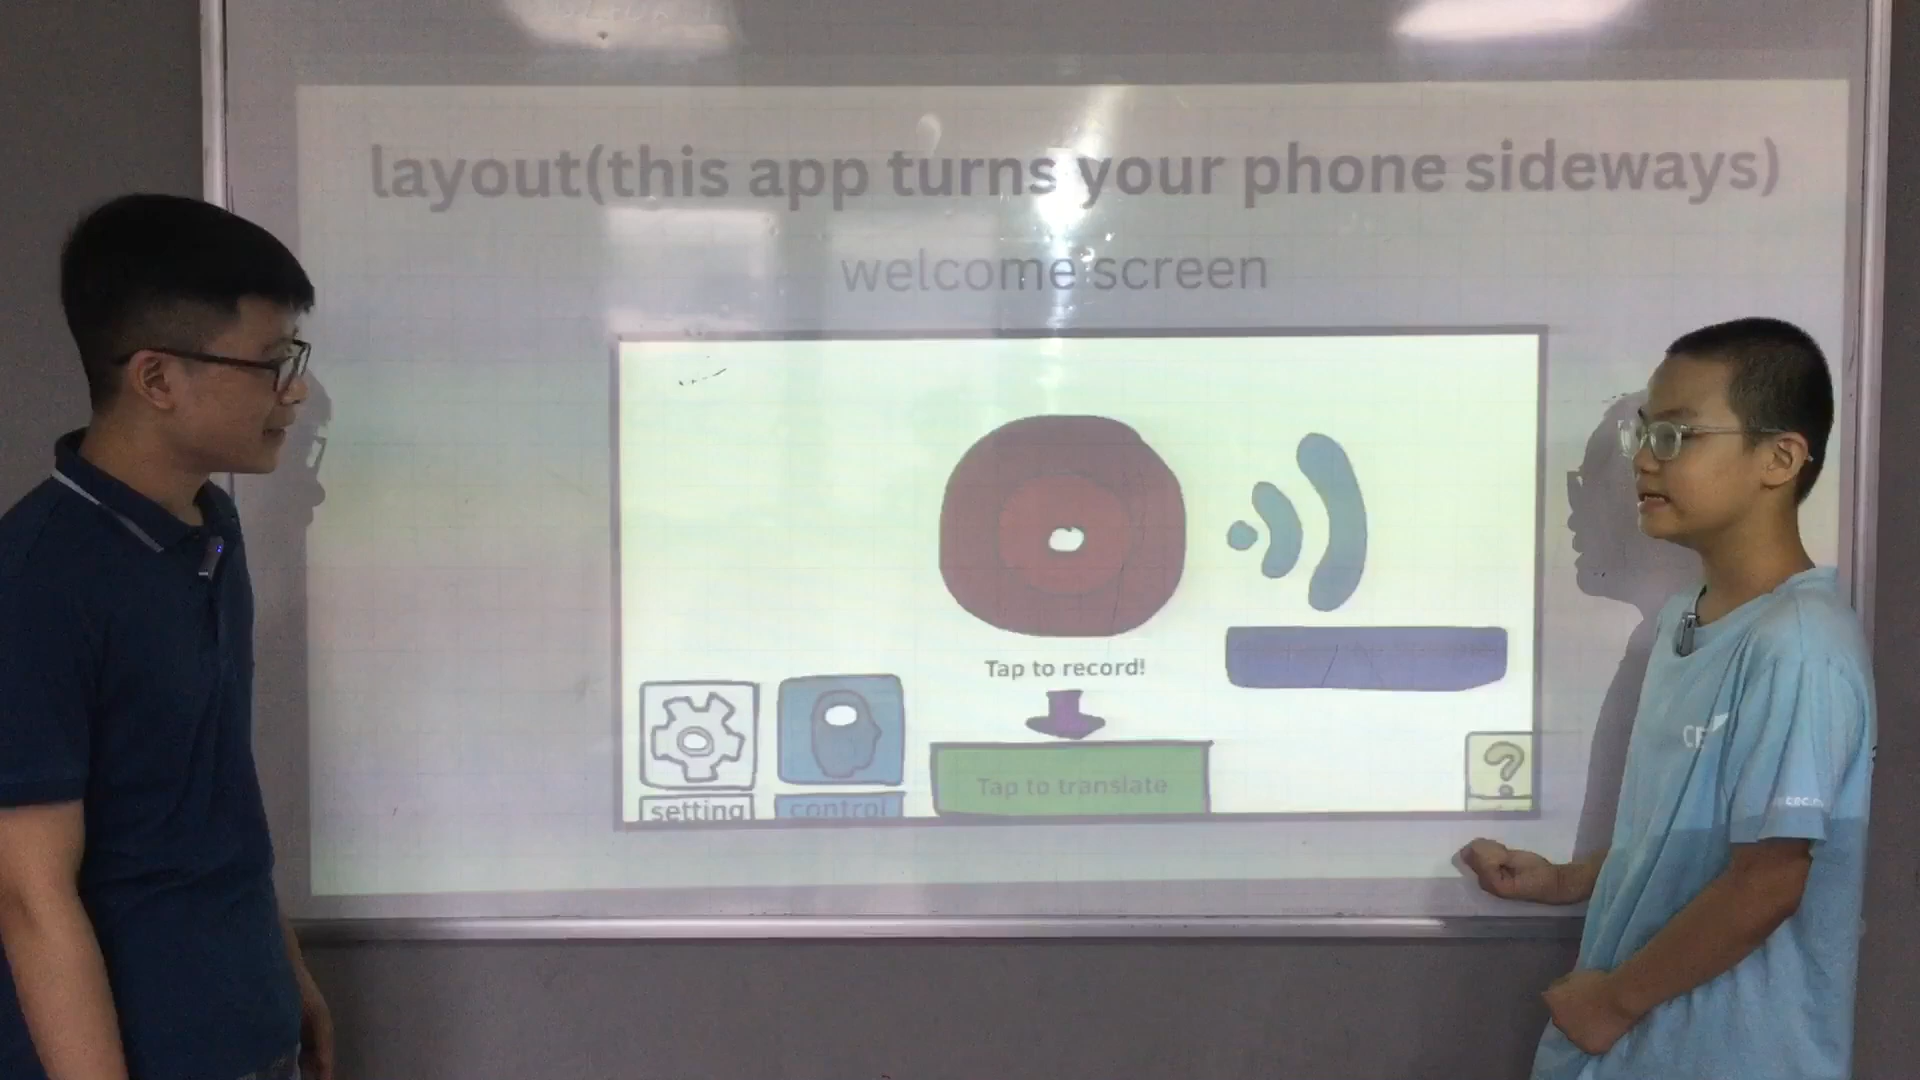 layout(this app turns your phone sideways)
welcome screen
Tap to record!
Tap to translate
setting
control
?